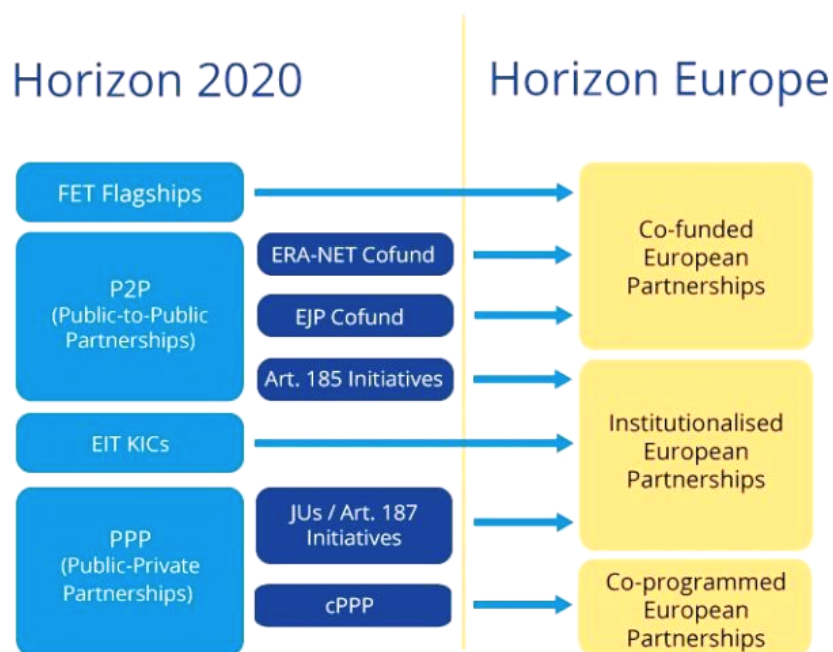 Horizon 2020
Horizon Europe
FET Flagships
Co-funded
European
Partnerships
P2P
(Public-to-Public
Partnerships)
ERA-NET Cofund
EJP Cofund
Art. 185 Initiatives
Institutionalised
European
Partnerships
EIT KICs
PPP
(Public-Private
Partnerships)
JUs / Art. 187
Initiatives
cPPP
Co-programmed
European
Partnerships